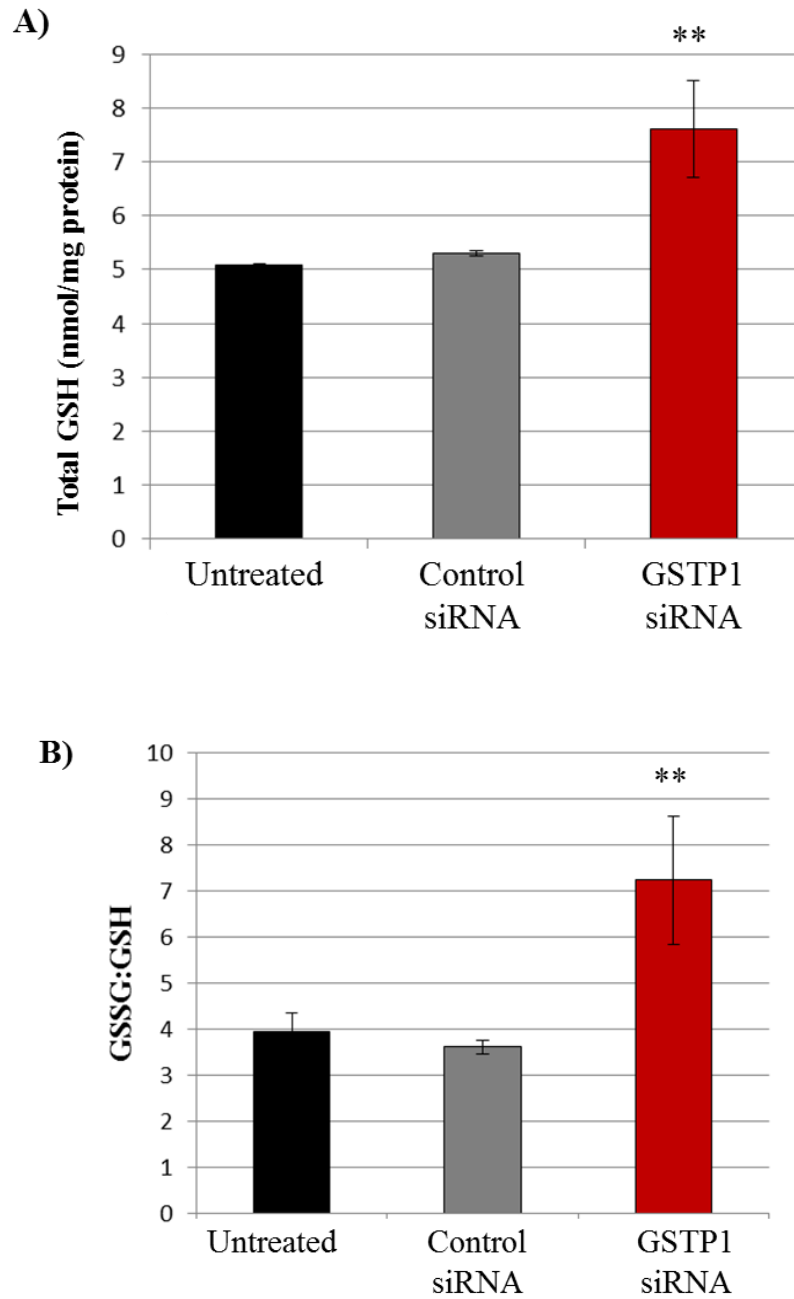 A)
**
Total GSH (nmol/mg protein)
9
8
7
6
5
4
3
2
1
0
Untreated
Control
siRNA
GSTP1
siRNA
B)
**
GSSG:GSH
10
9
8
7
6
5
4
3
2
1
0
Untreated
Control
siRNA
GSTP1
siRNA